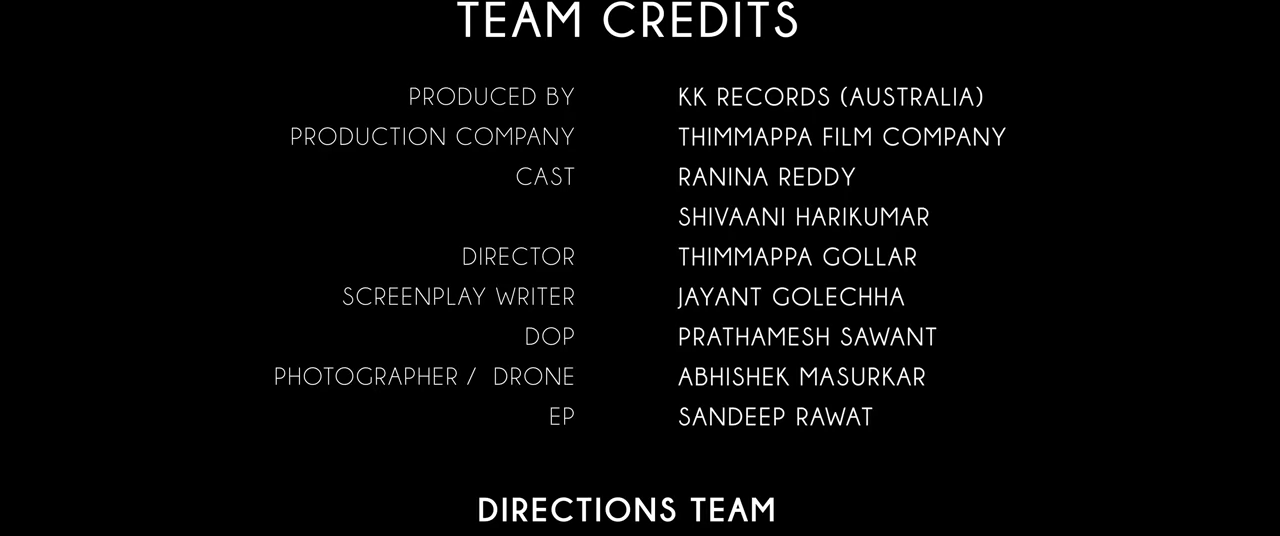 TEAM CREDITS
PRODUCED BY KK RECORDS (AUSTRALIA)
PRODUCTION COMPANY THIMMAPPA FILM COMPANY
CAST RANINA REDDY
SHIVAANI HARIKUMAR
DIRECTOR THIMMAPPA GOLLAR
SCREENPLAY WRITER JAYANT GOLECHHA
DOP PRATHAMESH SAWANT
PHOTOGRAPHER / DRONE ABHISHEK MASURKAR
EP SANDEEP RAWAT
DIRECTIONS TEAM